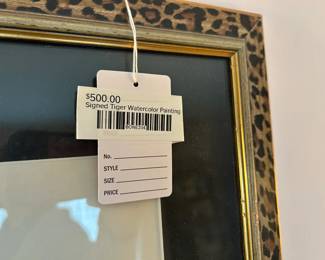 $500.00
Signed Tiger Watercolor Painting
No.
STYLE
SIZE
PRICE